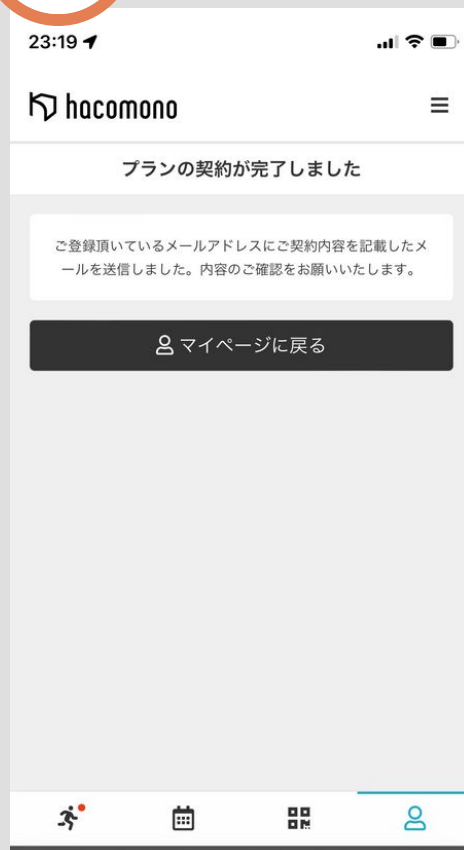 23:19
hacomono
プランの契約が完了しました
ご登録頂いているメールアドレスにご契約内容を記載したメ
ールを送信しました。内容のご確認をお願いいたします。
マイページに戻る